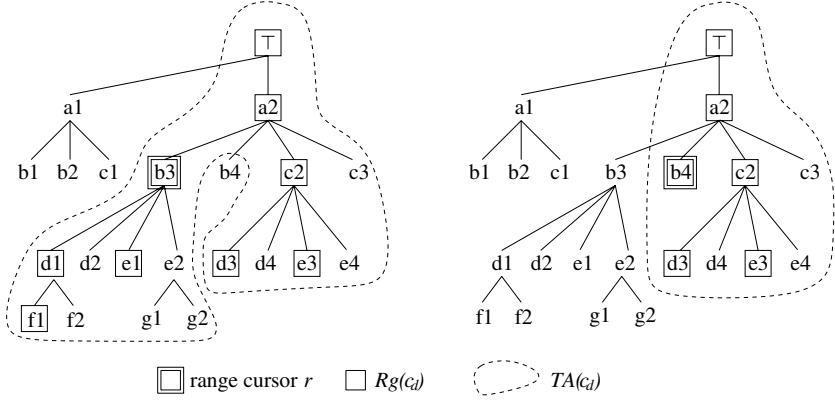 ⊤ ⊤
a1 a2 a1 a2
b1 b2 c1 b3 b4 c2 c3 b1 b2 c1 b3 b4 c2 c3
d1 d2 e1 e2 d3 d4 e3 e4 d1 d2 e1 e2 d3 d4 e3 e4
f1 f2 g1 g2 f1 f2 g1 g2
range cursor r Rg(c_d) TA(c_d)